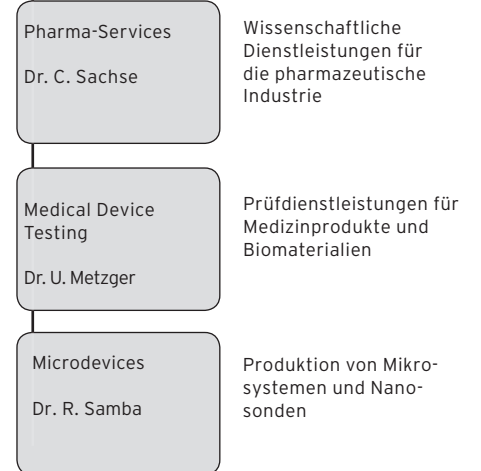 Pharma-Services
Dr. C. Sachse
Wissenschaftliche
Dienstleistungen für
die pharmazeutische
Industrie
Medical Device
Testing
Dr. U. Metzger
Prüfdienstleistungen für
Medizinprodukte und
Biomaterialien
Microdevices
Dr. R. Samba
Produktion von Mikro-
systemen und Nano-
sonden